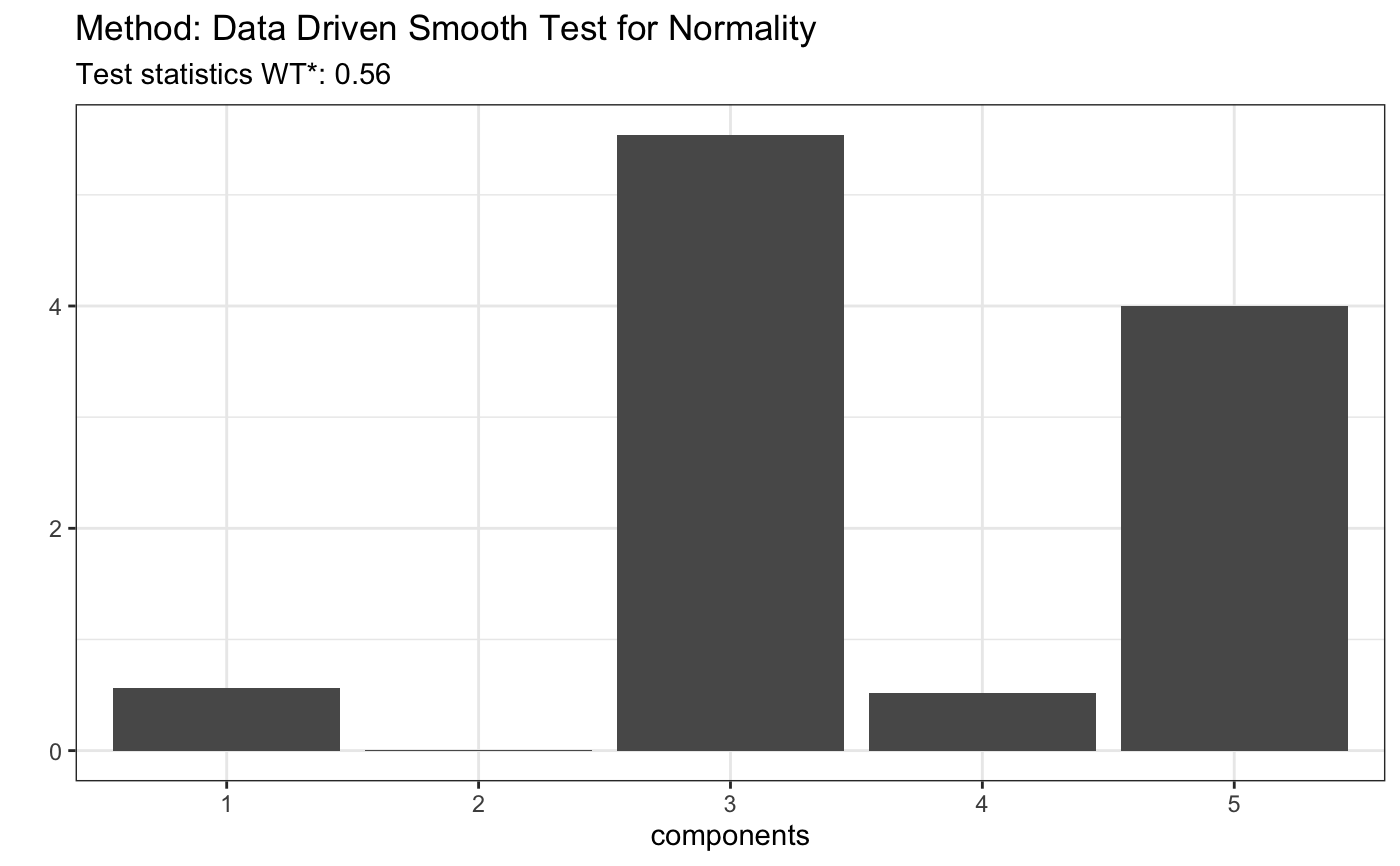 Method: Data Driven Smooth Test for Normality
Test statistics WT*: 0.56
4
2
0
1 2 3 4 5
components